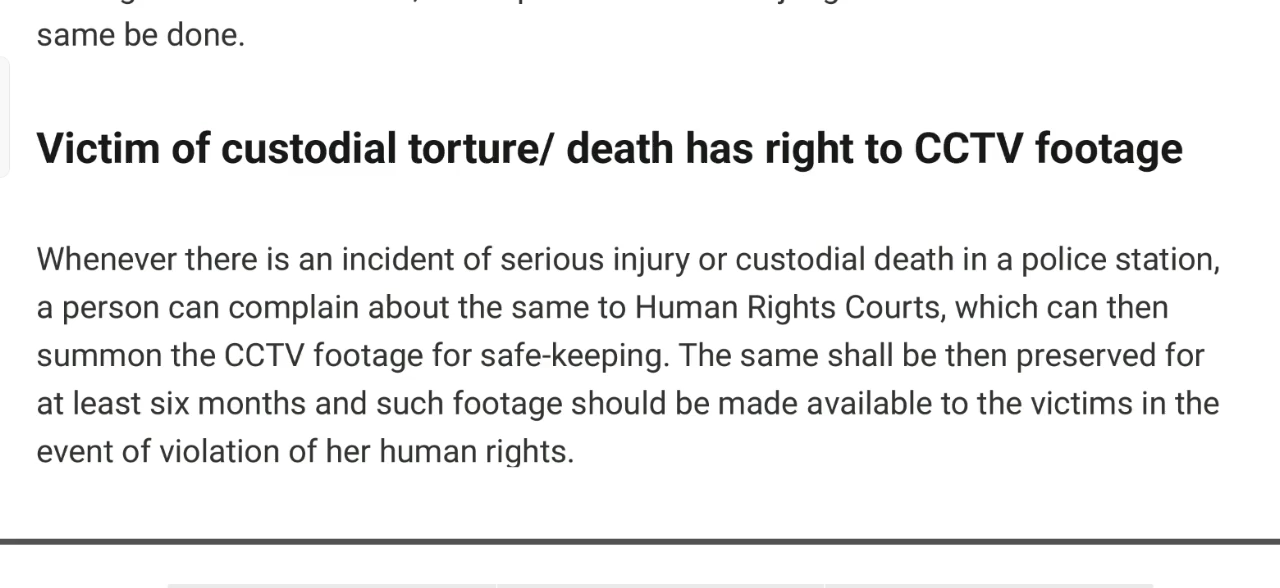 same be done.
Victim of custodial torture/ death has right to CCTV footage
Whenever there is an incident of serious injury or custodial death in a police station,
a person can complain about the same to Human Rights Courts, which can then
summon the CCTV footage for safe-keeping. The same shall be then preserved for
at least six months and such footage should be made available to the victims in the
event of violation of her human rights.